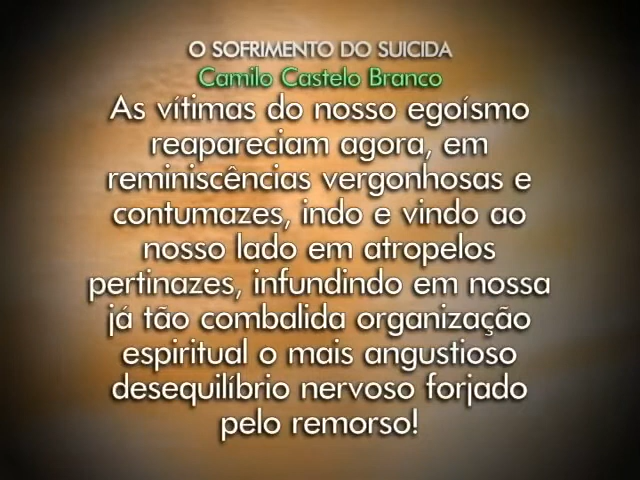 O SOFRIMENTO DO SUICIDA
Camilo Castelo Branco
As vítimas do nosso egoísmo
reapareciam agora, em
reminiscências vergonhosas e
contumazes, indo e vindo ao
nosso lado em atropelos
pertinazes, infundindo em nossa
já tão combalida organização
espiritual o mais angustioso
desequilíbrio nervoso forjado
pelo remorso!